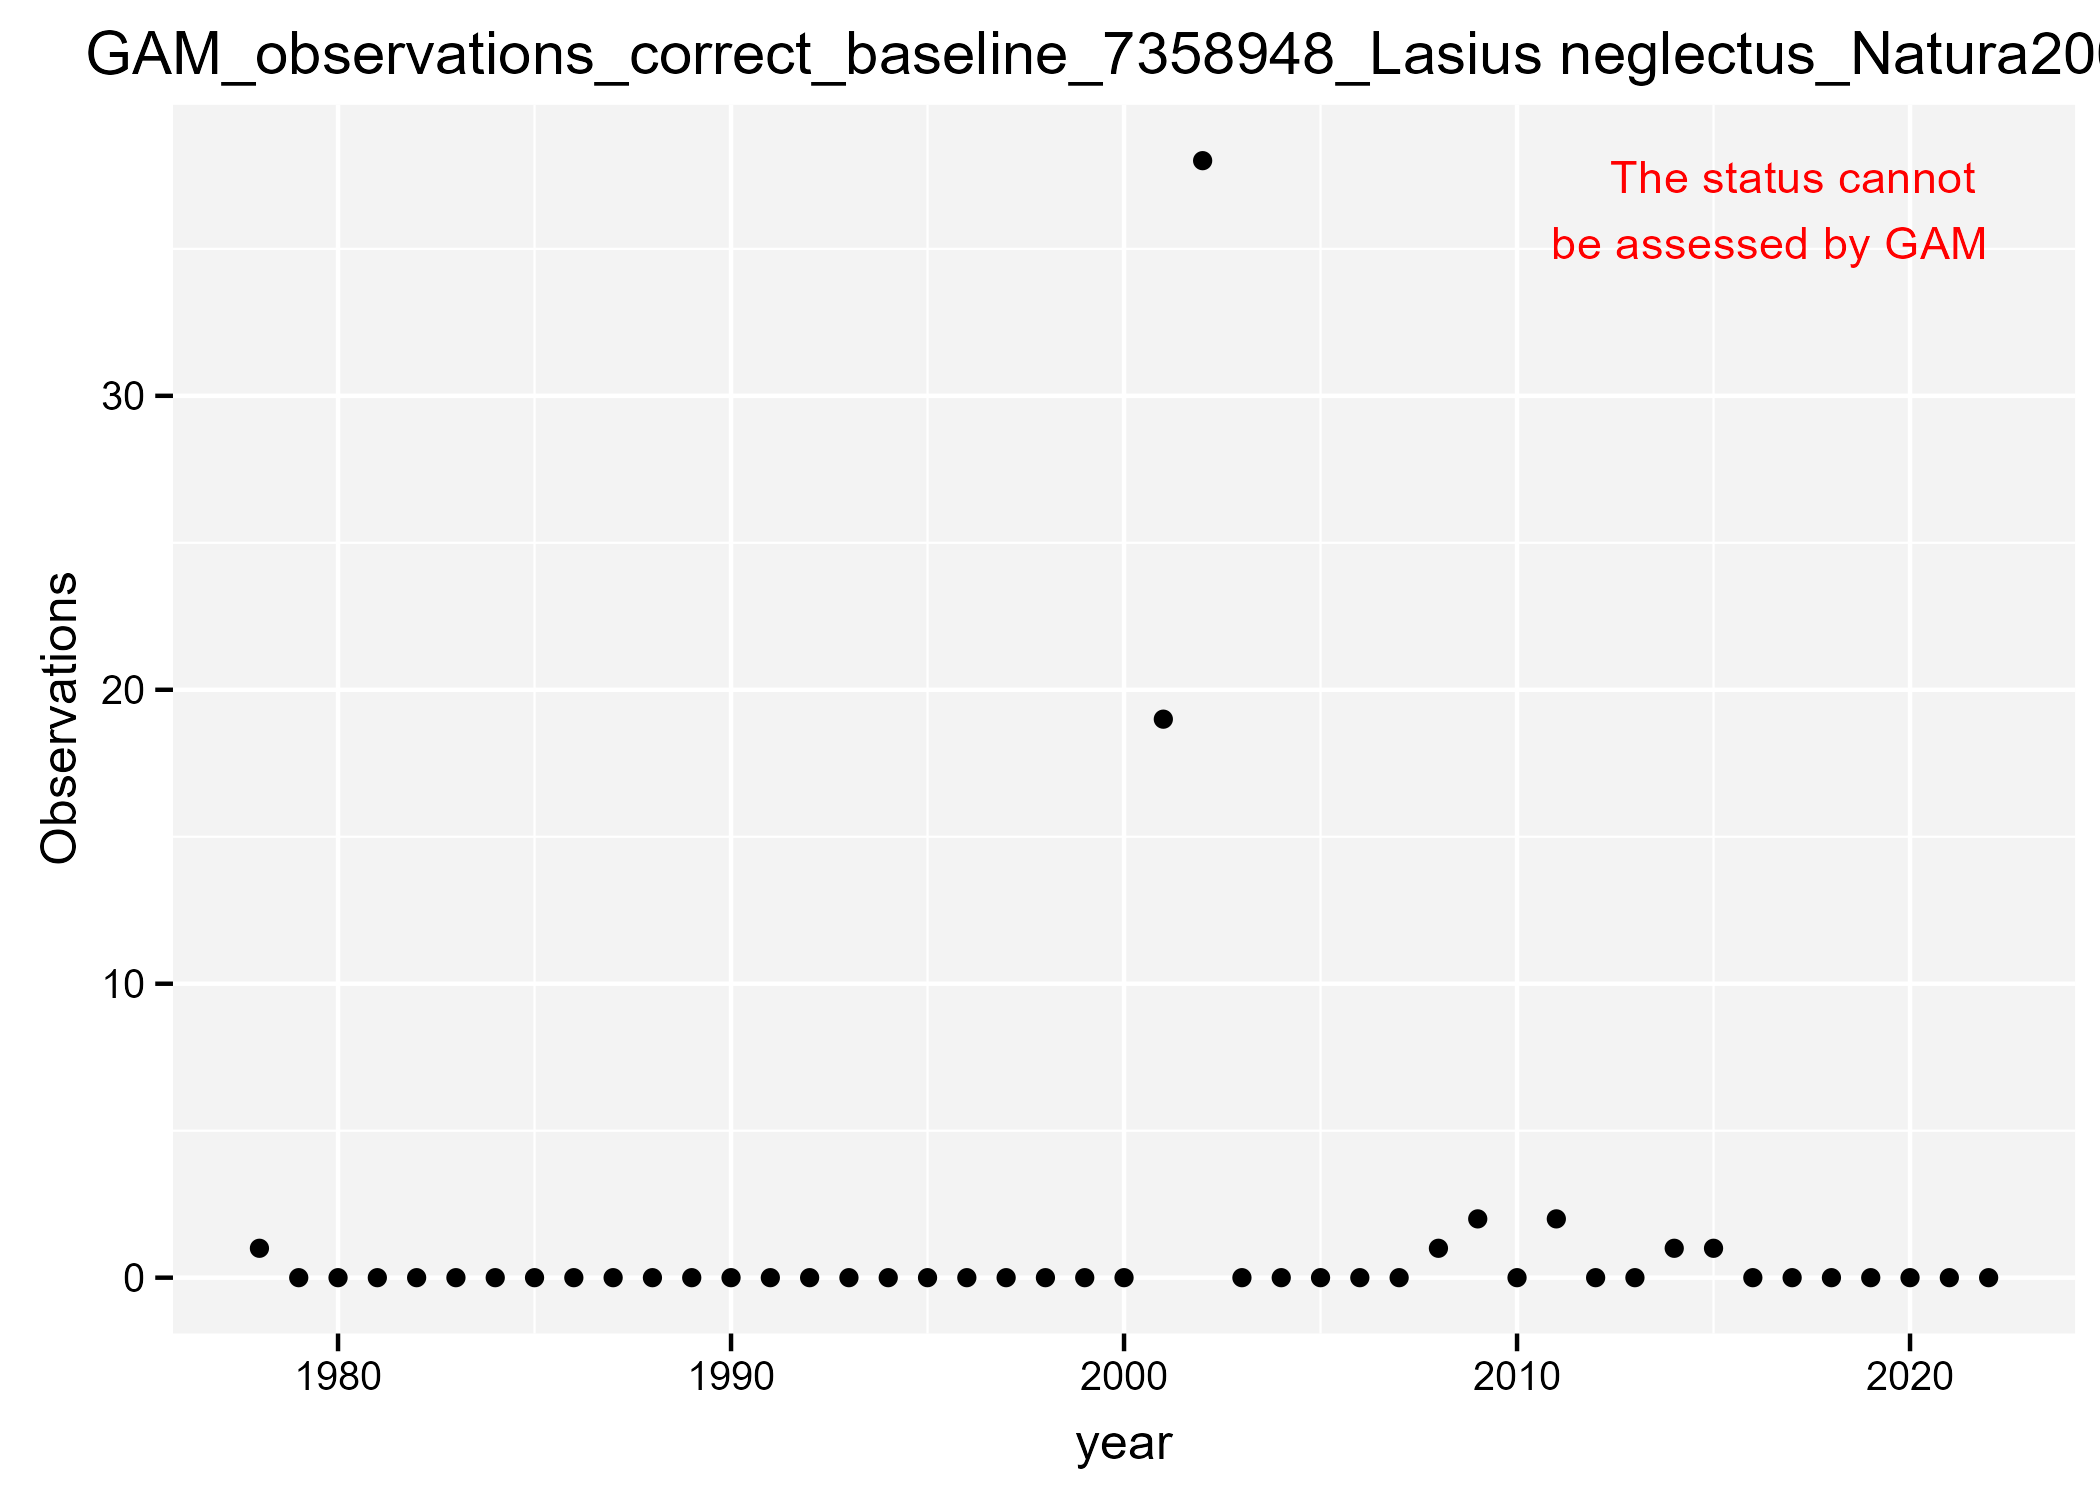 GAM_observations_correct_baseline_7358948_Lasius neglectus_Natura20
The status cannot
be assessed by GAM
Observations
30
20
10
0
1980 1990 2000 2010 2020
year